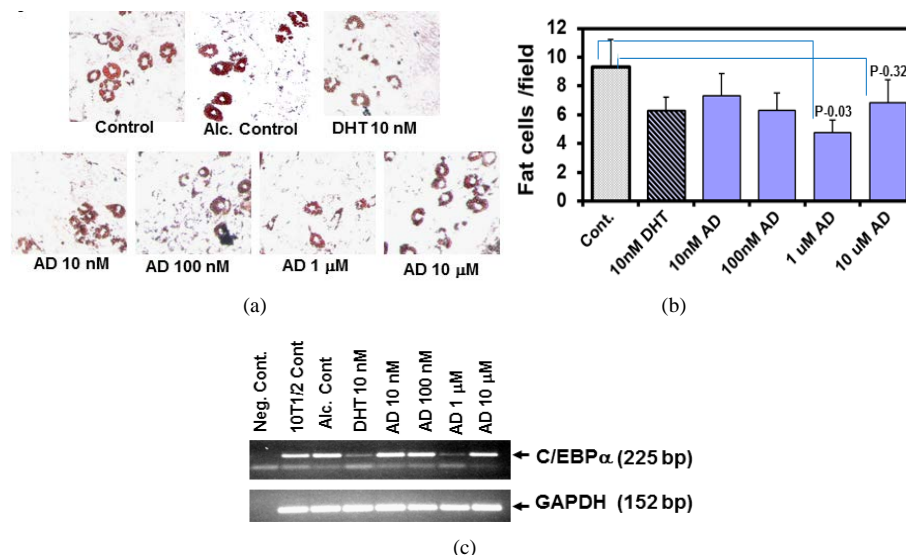 Control
Alc. Control
DHT 10 nM
AD 10 nM
AD 100 nM
AD 1 μM
AD 10 μM
(a)
Fat cells /field
12
10
8
6
4
2
0
P-0.03
P-0.32
Cont.
10nM DHT
10nM AD
100nM AD
1 uM AD
10 uM AD
(b)
Neg. Cont.
10T1/2 Cont
Alc. Cont
DHT 10 nM
AD 10 nM
AD 100 nM
AD 1 μM
AD 10 μM
C/EBPα (225 bp)
GAPDH (152 bp)
(c)